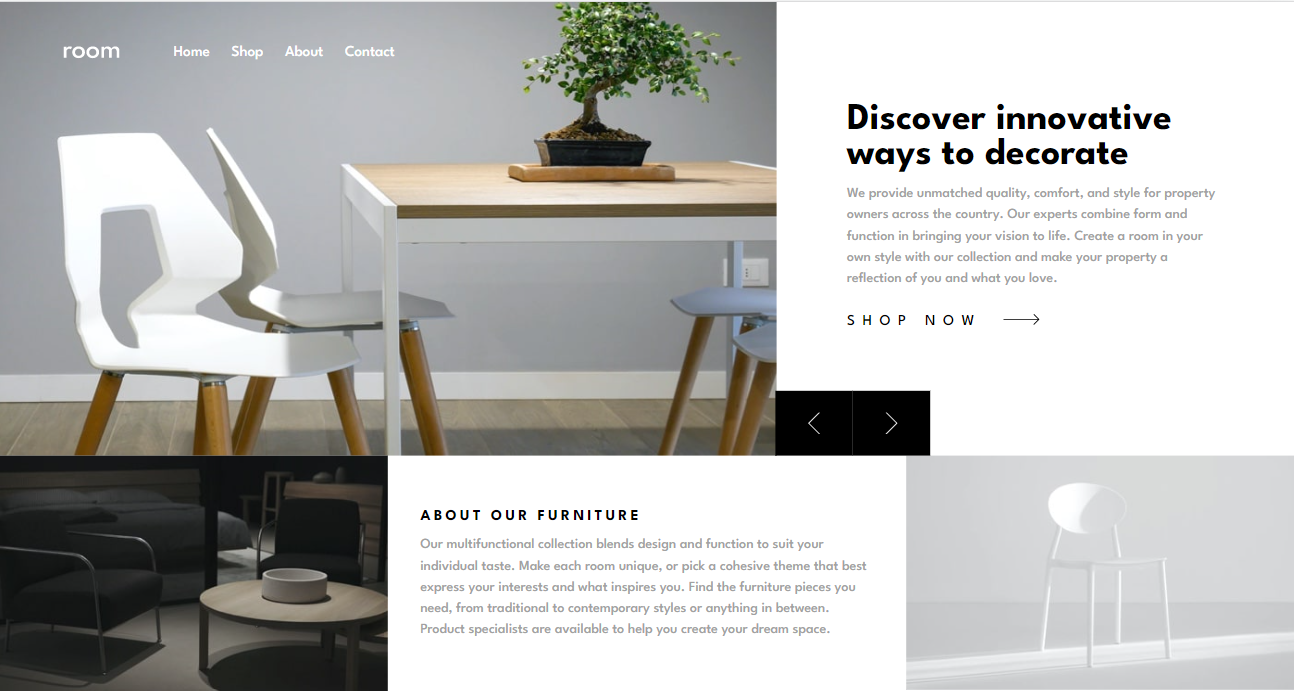 room
Home Shop About Contact
Discover innovative
ways to decorate
We provide unmatched quality, comfort, and style for property
owners across the country. Our experts combine form and
function in bringing your vision to life. Create a room in your
own style with our collection and make your property a
reflection of you and what you love.
SHOP NOW
ABOUT OUR FURNITURE
Our multifunctional collection blends design and function to suit your
individual taste. Make each room unique, or pick a cohesive theme that best
express your interests and what inspires you. Find the furniture pieces you
need, from traditional to contemporary styles or anything in between.
Product specialists are available to help you create your dream space.